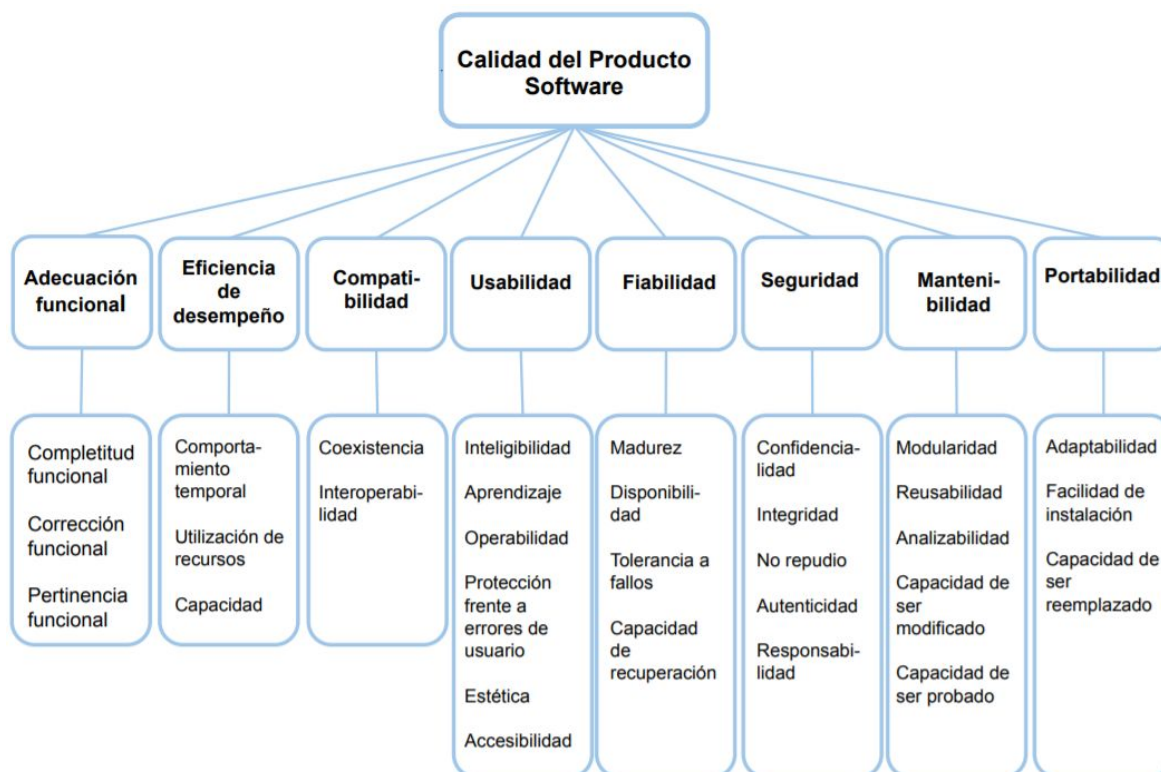 Calidad del Producto
Software
Adecuación
funcional
Eficiencia
de
desempeño
Compati-
bilidad
Usabilidad
Fiabilidad
Seguridad
Manteni-
bilidad
Portabilidad
Completitud
funcional
Corrección
funcional
Pertinencia
funcional
Comporta-
miento
temporal
Utilización de
recursos
Capacidad
Coexistencia
Interoperabi-
lidad
Inteligibilidad
Aprendizaje
Operabilidad
Protección
frente a
errores de
usuario
Estética
Accesibilidad
Madurez
Disponibili-
dad
Tolerancia a
fallos
Capacidad
de
recuperación
Confidencia-
lidad
Integridad
No repudio
Autenticidad
Responsabi-
lidad
Modularidad
Reusabilidad
Analizabilidad
Capacidad de
ser
modificado
Capacidad de
ser probado
Adaptabilidad
Facilidad de
instalación
Capacidad de
ser
reemplazado